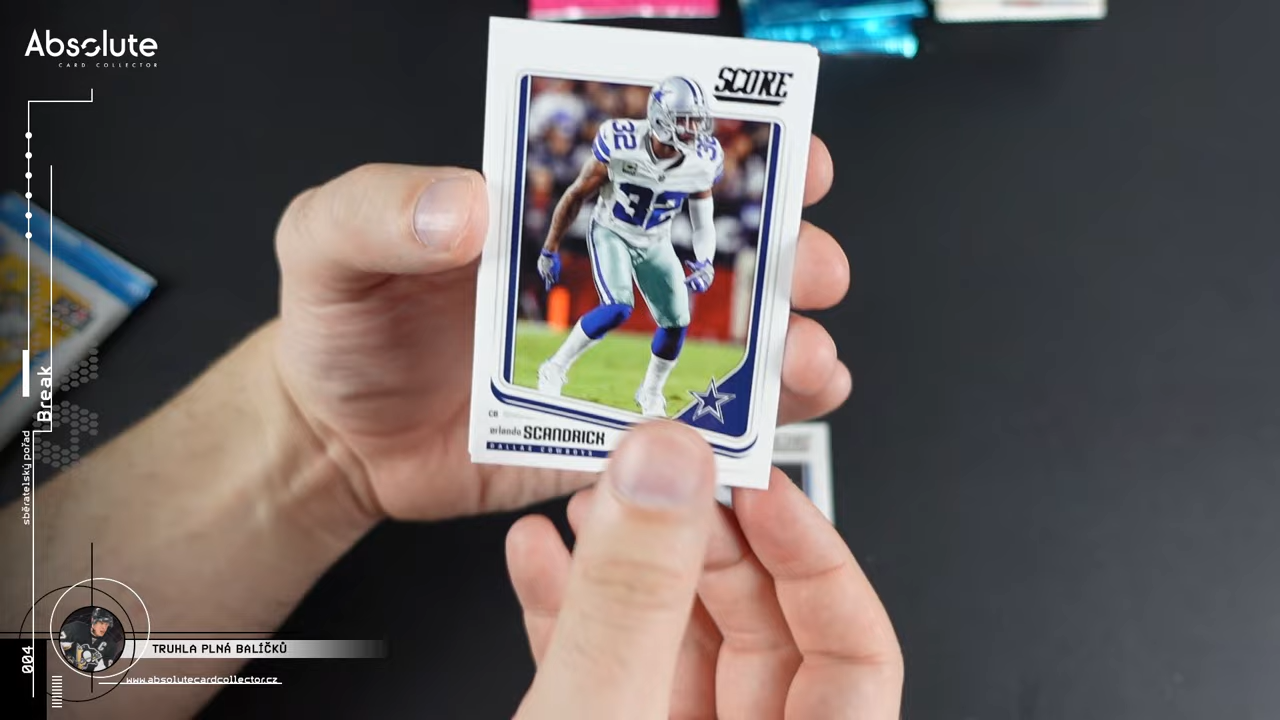 Absolute
CARD COLLECTOR
SCORE
32
32
32
CB
orlando SCANDRICK
DALLAS COWBOYS
Break
sběratelský pořad
004
TRUHLA PLNÁ BALÍČKŮ
www.absolutecardcollector.cz